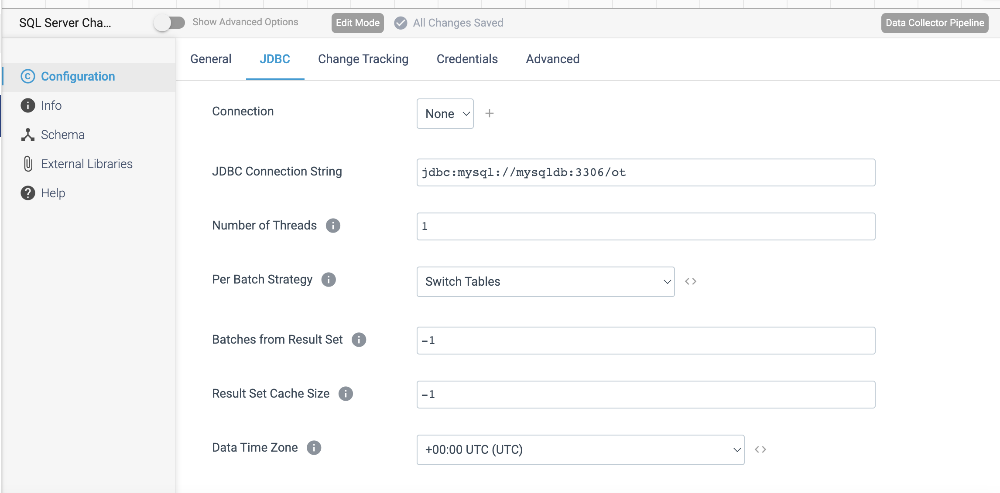 SQL Server Cha...
Show Advanced Options
Edit Mode
All Changes Saved
Data Collector Pipeline
Configuration
Info
Schema
External Libraries
Help
General
JDBC
Change Tracking
Credentials
Advanced
Connection
None
JDBC Connection String
jdbc:mysql://mysqldb:3306/ot
Number of Threads
1
Per Batch Strategy
Switch Tables
Batches from Result Set
-1
Result Set Cache Size
-1
Data Time Zone
+00:00 UTC (UTC)